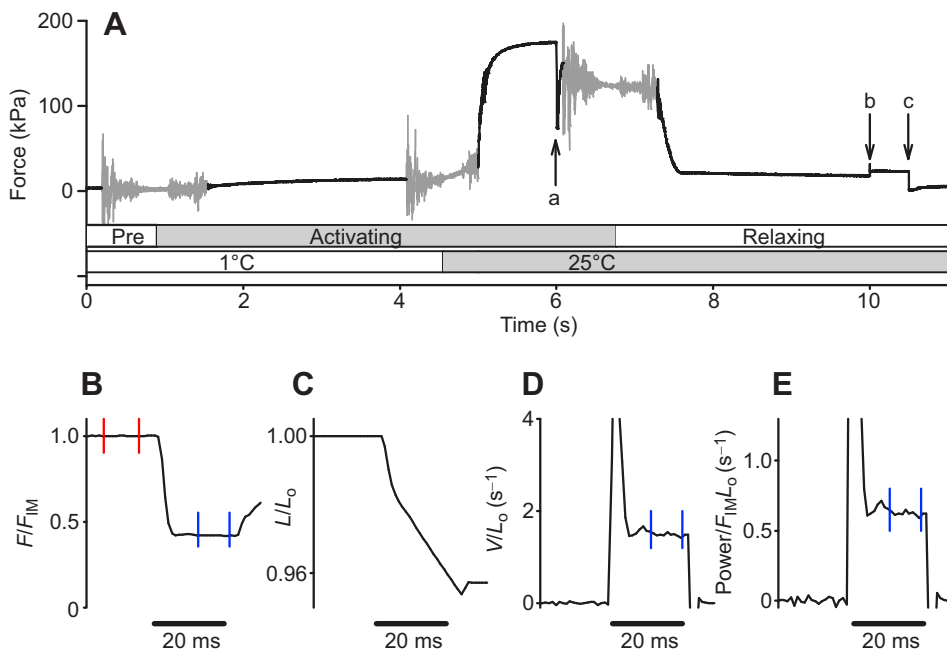 A
Force (kPa)
200
100
0
a
b
c
Pre
Activating
Relaxing
1°C
25°C
0
2
4
6
8
10
Time (s)
B
F/F_IM
1.0
0.5
0
20 ms
C
L/L_o
1.00
0.96
20 ms
D
V/L_o (s⁻¹)
4
2
0
20 ms
E
Power/F_IM L_o (s⁻¹)
1.0
0.5
0
20 ms